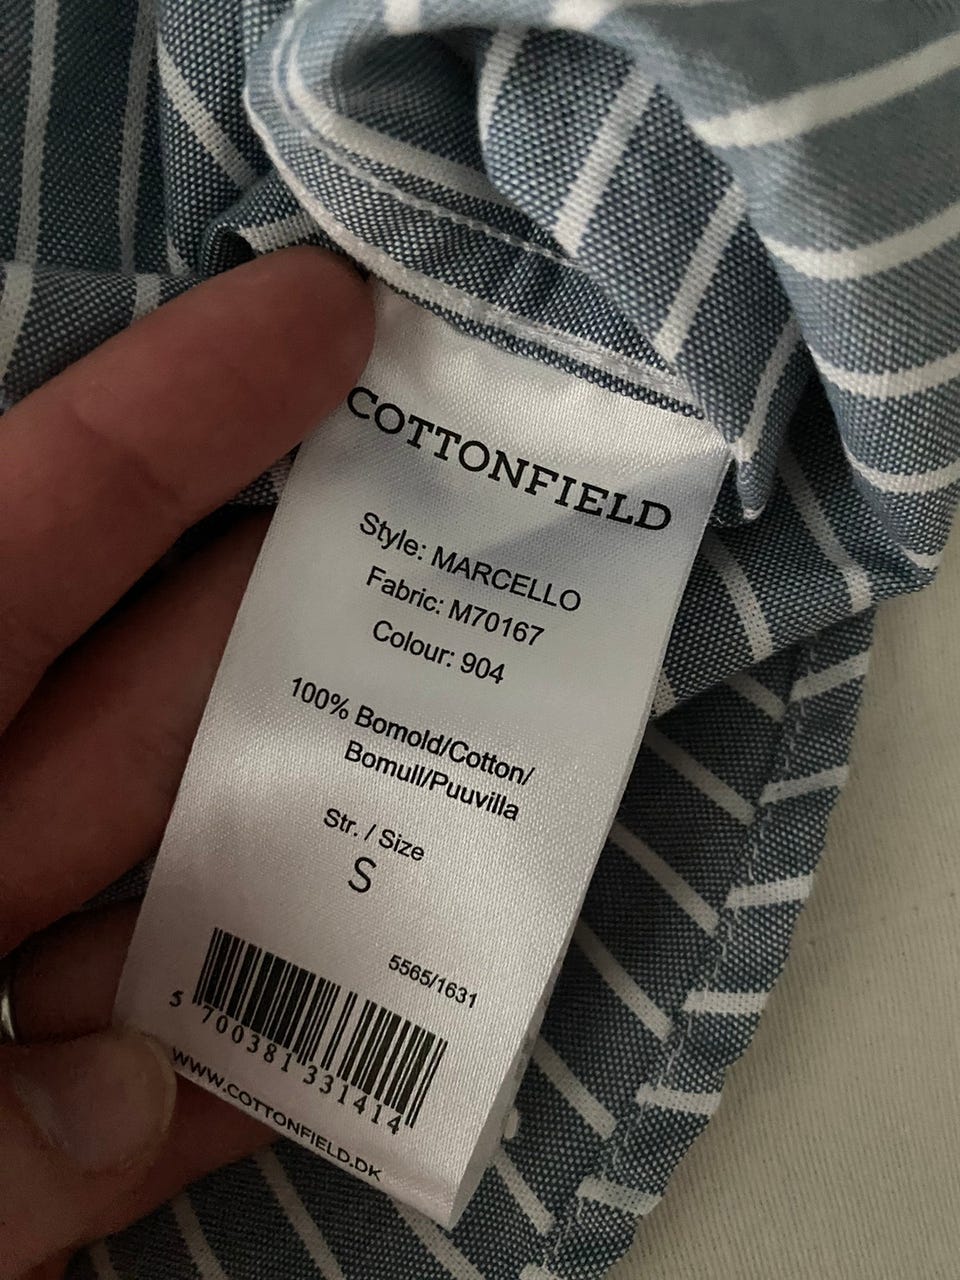 COTTONFIELD
Style: MARCELLO
Fabric: M70167
Colour: 904
100% Bomold/Cotton/
Bomull/Puuvilla
Str. / Size
S
5565/1631
5 700381 331414
WWW.COTTONFIELD.DK